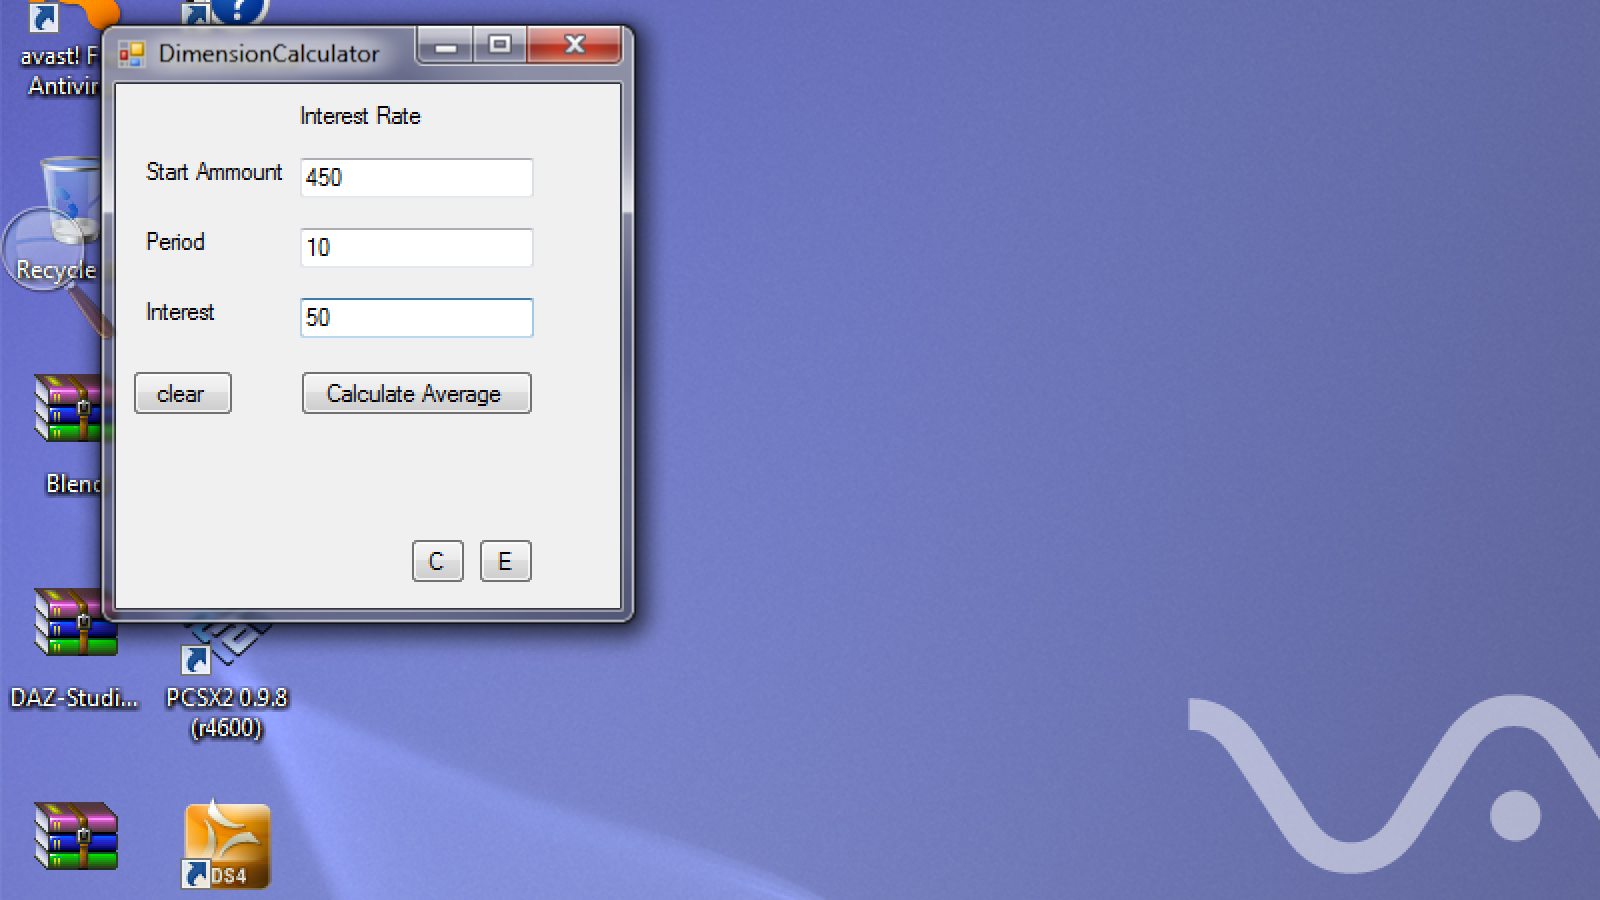 avast! F
Antivir
DimensionCalculator
Interest Rate
Start Ammount
450
Period
10
Interest
50
clear
Calculate Average
C
E
Recycle
Blend
DAZ-Studi...
PCSX2 0.9.8
(r4600)
DS4